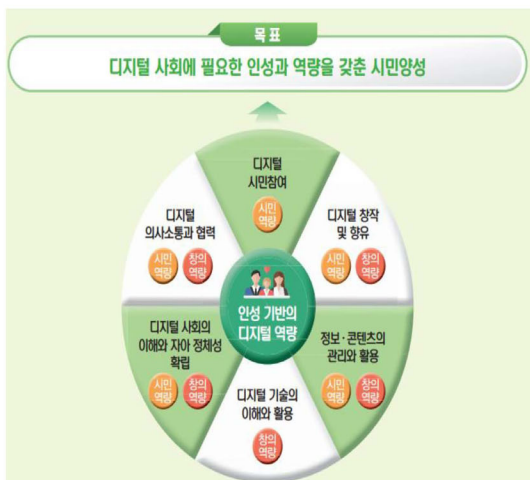 목표
디지털 사회에 필요한 인성과 역량을 갖춘 시민양성
디지털
시민참여
시민
역량
디지털
의사소통과 협력
시민
역량
창의
역량
디지털 창작
및 향유
시민
역량
창의
역량
인성 기반의
디지털 역량
디지털 사회의
이해와 자아 정체성
확립
시민
역량
창의
역량
정보·콘텐츠의
관리와 활용
시민
역량
창의
역량
디지털 기술의
이해와 활용
창의
역량